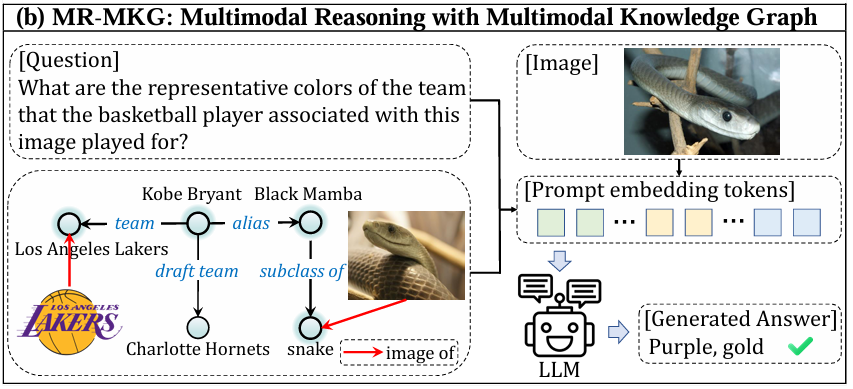 (b) MR-MKG: Multimodal Reasoning with Multimodal Knowledge Graph
[Question]
What are the representative colors of the team
that the basketball player associated with this
image played for?
[Image]
[Prompt embedding tokens]
Kobe Bryant
Black Mamba
team
alias
Los Angeles Lakers
draft team
subclass of
LOS ANGELES
LAKERS
Charlotte Hornets
snake
image of
LLM
[Generated Answer]
Purple, gold